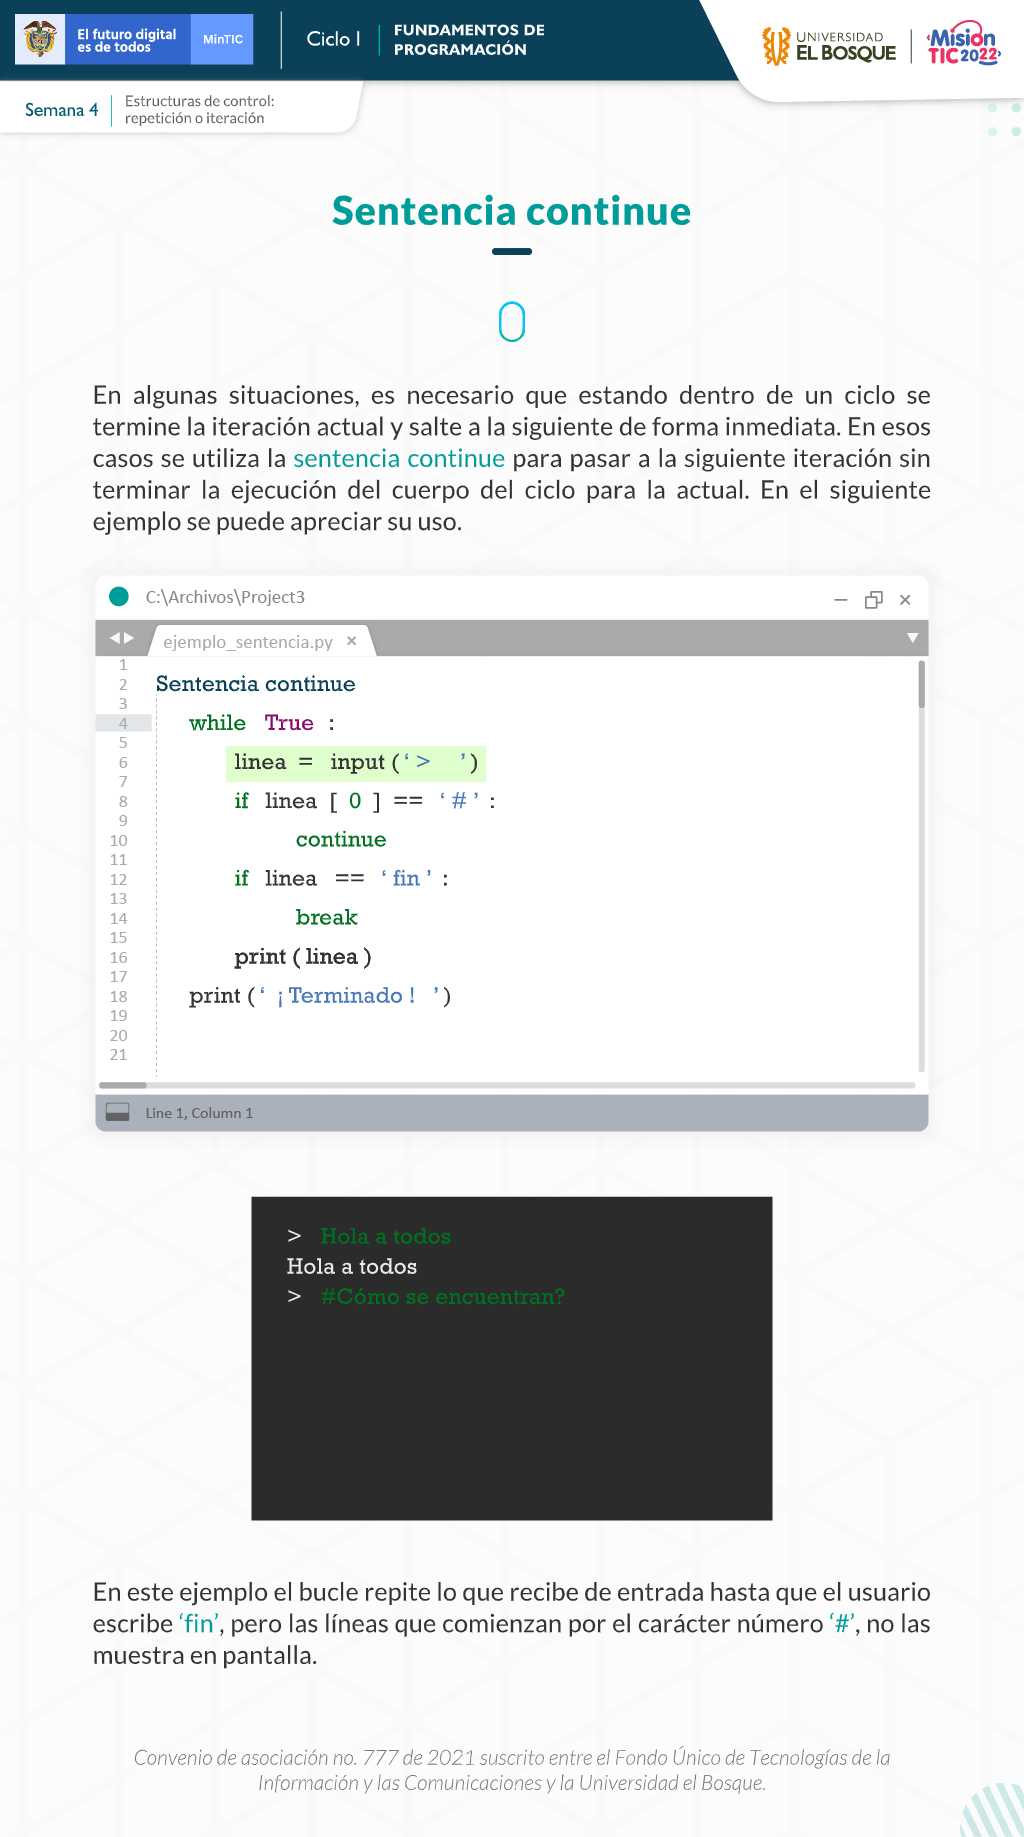 El futuro digital
es de todos
MinTIC
Ciclo I
FUNDAMENTOS DE
PROGRAMACIÓN
UNIVERSIDAD
EL BOSQUE
Misión
TIC2022
Semana 4
Estructuras de control:
repetición o iteración
Sentencia continue
En algunas situaciones, es necesario que estando dentro de un ciclo se
termine la iteración actual y salte a la siguiente de forma inmediata. En esos
casos se utiliza la sentencia continue para pasar a la siguiente iteración sin
terminar la ejecución del cuerpo del ciclo para la actual. En el siguiente
ejemplo se puede apreciar su uso.
C:\Archivos\Project3
ejemplo_sentencia.py ×
1
2 Sentencia continue
3
4 while True :
5
6 linea = input (‘ > ’)
7
8 if linea [ 0 ] == ‘ # ’ :
9
10 continue
11
12 if linea == ‘ fin ’ :
13
14 break
15
16 print ( linea )
17
18 print (‘ ¡ Terminado ! ’)
19
20
21
Line 1, Column 1
> Hola a todos
Hola a todos
> #Cómo se encuentran?
En este ejemplo el bucle repite lo que recibe de entrada hasta que el usuario
escribe ‘fin’, pero las líneas que comienzan por el carácter número ‘#’, no las
muestra en pantalla.
Convenio de asociación no. 777 de 2021 suscrito entre el Fondo Único de Tecnologías de la
Información y las Comunicaciones y la Universidad el Bosque.